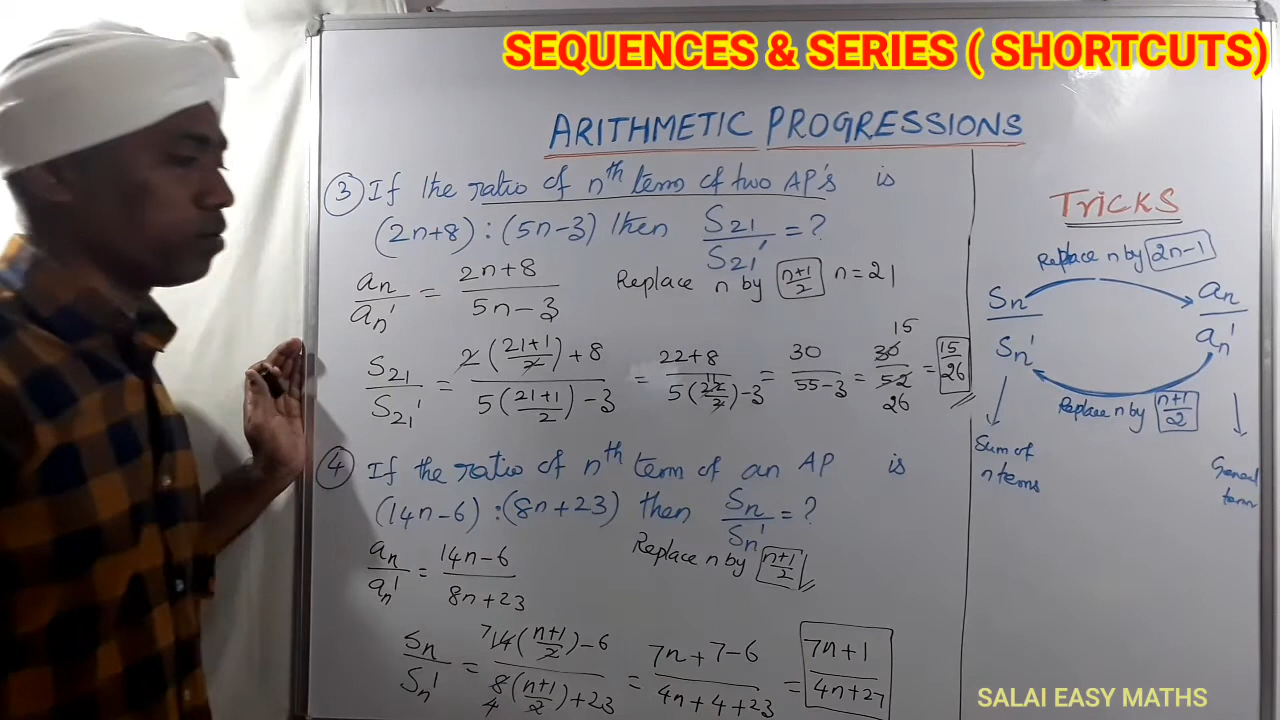 SEQUENCES & SERIES ( SHORTCUTS)
ARITHMETIC PROGRESSIONS
③ If the ratio of nth term of two AP's is
(2n+8) : (5n-3) then S21/S21' = ?
an/an' = 2n+8/5n-3 Replace n by n+1/2 n=21
S21/S21' = 2(21+1/2)+8/5(21+1/2)-3 = 22+8/5(22/2)-3 11 = 30/55-3 = 30/52 15 26 = 15/26
④ If the ratio of nth term of an AP is
(14n-6) : (8n+23) then Sn/Sn' = ?
an/an' = 14n-6/8n+23 Replace n by n+1/2
Sn/Sn' = 7 14(n+1/2)-6/8(n+1/2)+23 4 = 7n+7-6/4n+4+23 = 7n+1/4n+27
TRICKS
Replace n by 2n-1
Sn/Sn' an/an'
Replace n by n+1/2
Sum of
n terms
General
term
SALAI EASY MATHS